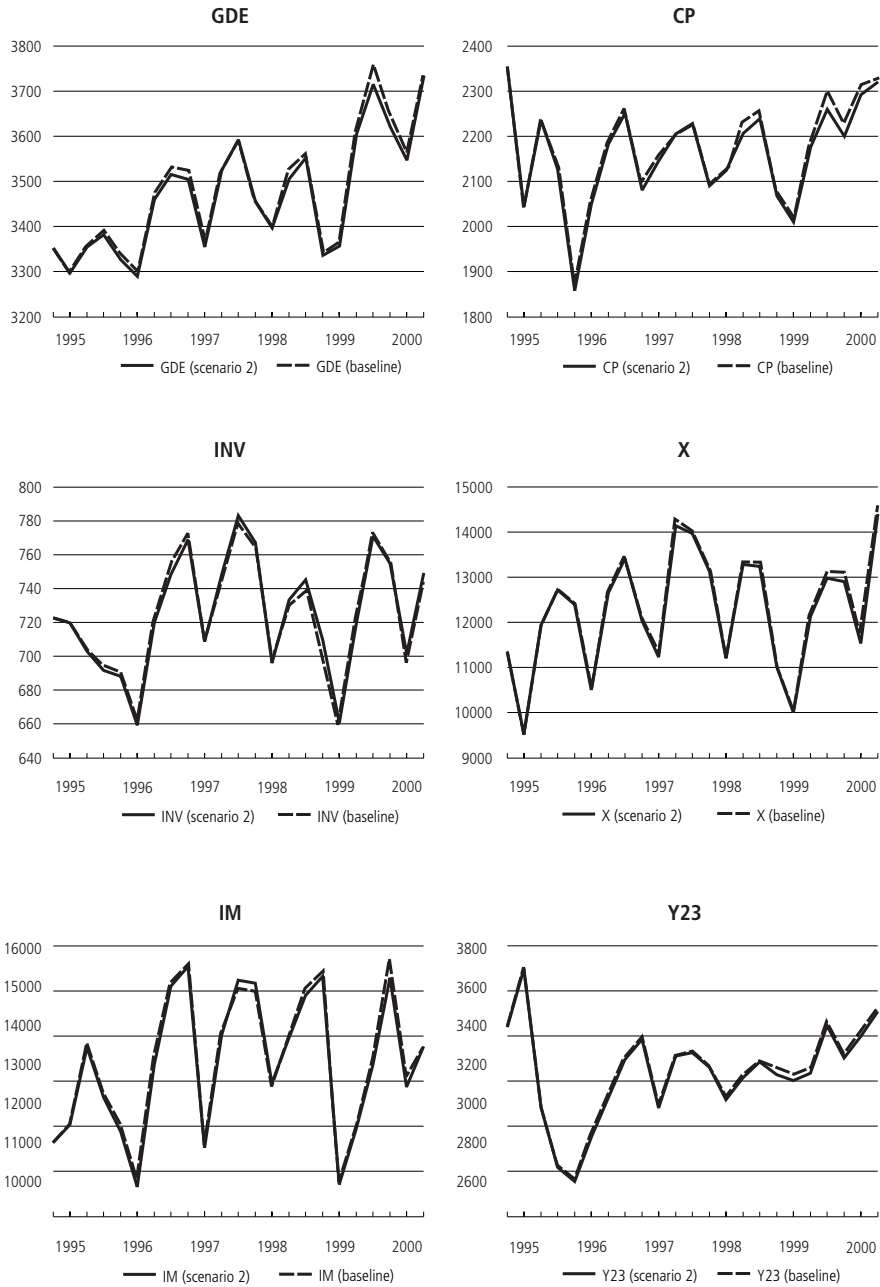 GDE
3800
3700
3600
3500
3400
3300
3200
1995 1996 1997 1998 1999 2000
GDE (scenario 2) GDE (baseline)
CP
2400
2300
2200
2100
2000
1900
1800
1995 1996 1997 1998 1999 2000
CP (scenario 2) CP (baseline)
INV
800
780
760
740
720
700
680
660
640
1995 1996 1997 1998 1999 2000
INV (scenario 2) INV (baseline)
X
15000
14000
13000
12000
11000
10000
9000
1995 1996 1997 1998 1999 2000
X (scenario 2) X (baseline)
IM
16000
15000
14000
13000
12000
11000
10000
1995 1996 1997 1998 1999 2000
IM (scenario 2) IM (baseline)
Y23
3800
3600
3400
3200
3000
2800
2600
1995 1996 1997 1998 1999 2000
Y23 (scenario 2) Y23 (baseline)